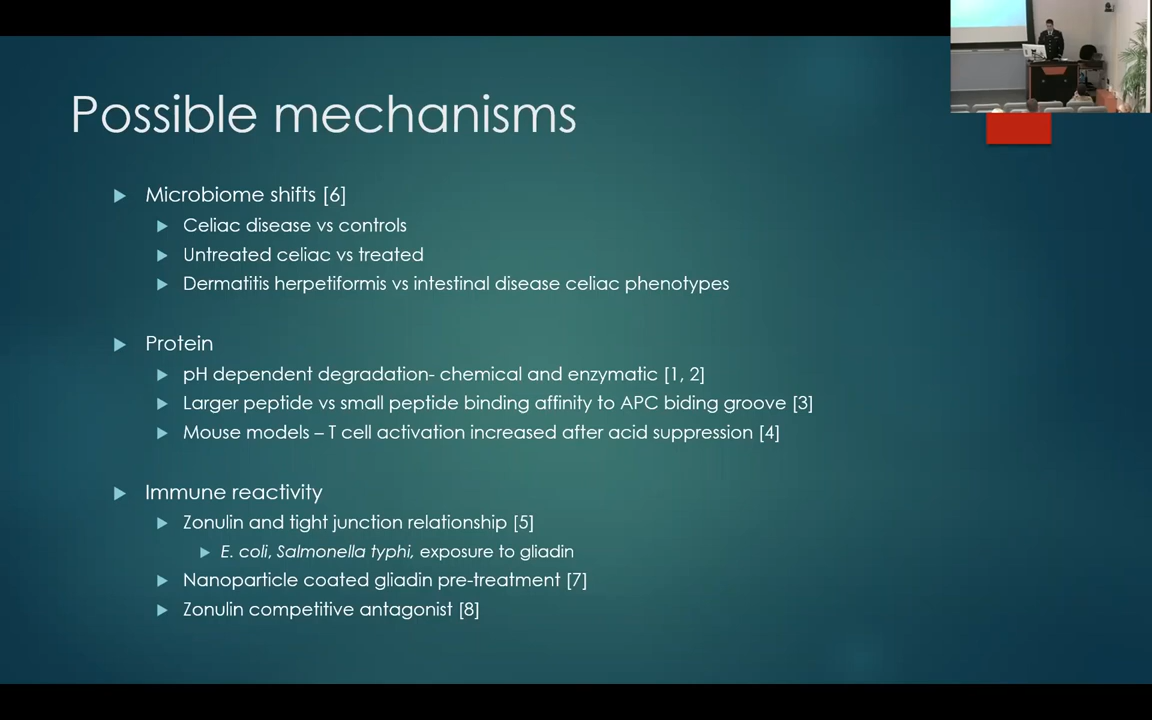 Possible mechanisms
Microbiome shifts [6]
Celiac disease vs controls
Untreated celiac vs treated
Dermatitis herpetiformis vs intestinal disease celiac phenotypes
Protein
pH dependent degradation- chemical and enzymatic [1, 2]
Larger peptide vs small peptide binding affinity to APC biding groove [3]
Mouse models – T cell activation increased after acid suppression [4]
Immune reactivity
Zonulin and tight junction relationship [5]
E. coli, Salmonella typhi, exposure to gliadin
Nanoparticle coated gliadin pre-treatment [7]
Zonulin competitive antagonist [8]